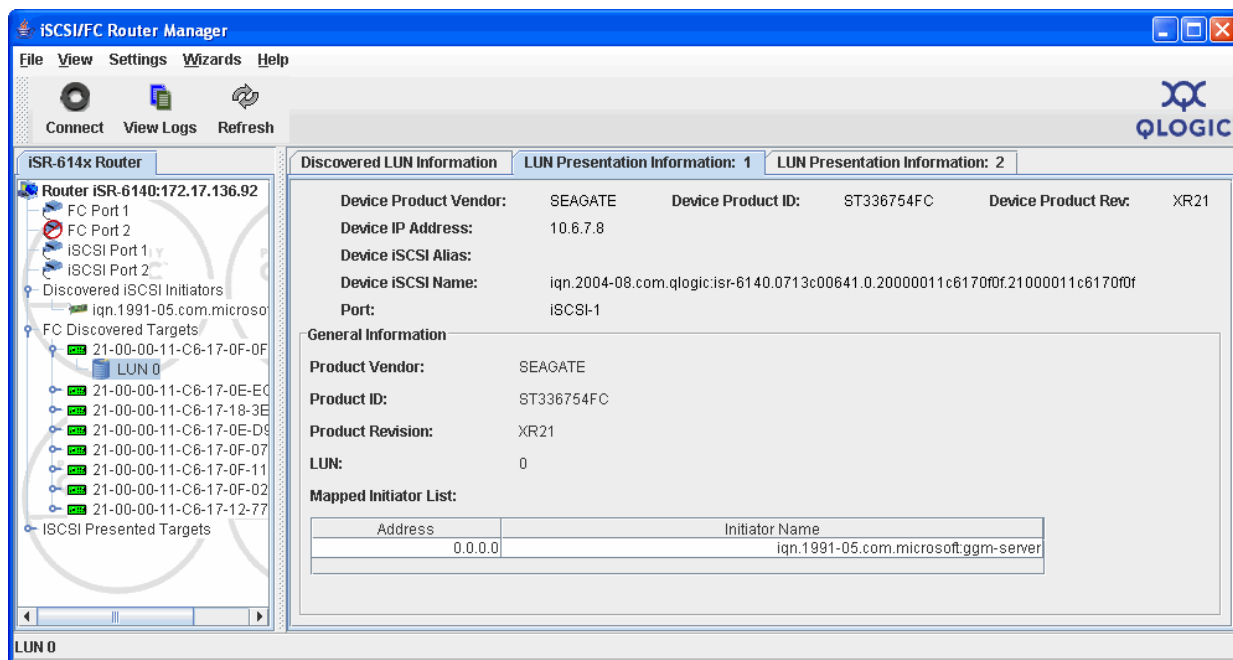 iSCSI/FC Router Manager
File View Settings Wizards Help
Connect View Logs Refresh
QLOGIC
iSR-614x Router
Router iSR-6140:172.17.136.92
FC Port 1
FC Port 2
iSCSI Port 1
iSCSI Port 2
Discovered iSCSI Initiators
iqn.1991-05.com.microso
FC Discovered Targets
21-00-00-11-C6-17-0F-0F
LUN 0
21-00-00-11-C6-17-0E-EC
21-00-00-11-C6-17-18-3E
21-00-00-11-C6-17-0E-D9
21-00-00-11-C6-17-0F-07
21-00-00-11-C6-17-0F-11
21-00-00-11-C6-17-0F-02
21-00-00-11-C6-17-12-77
iSCSI Presented Targets
Discovered LUN Information LUN Presentation Information: 1 LUN Presentation Information: 2
Device Product Vendor: SEAGATE Device Product ID: ST336754FC Device Product Rev: XR21
Device IP Address: 10.6.7.8
Device iSCSI Alias:
Device iSCSI Name: iqn.2004-08.com.qlogic:isr-6140.0713c00641.0.20000011c6170f0f.21000011c6170f0f
Port: iSCSI-1
General Information
Product Vendor: SEAGATE
Product ID: ST336754FC
Product Revision: XR21
LUN: 0
Mapped Initiator List:
Address Initiator Name
0.0.0.0 iqn.1991-05.com.microsoft:ggm-server
LUN 0